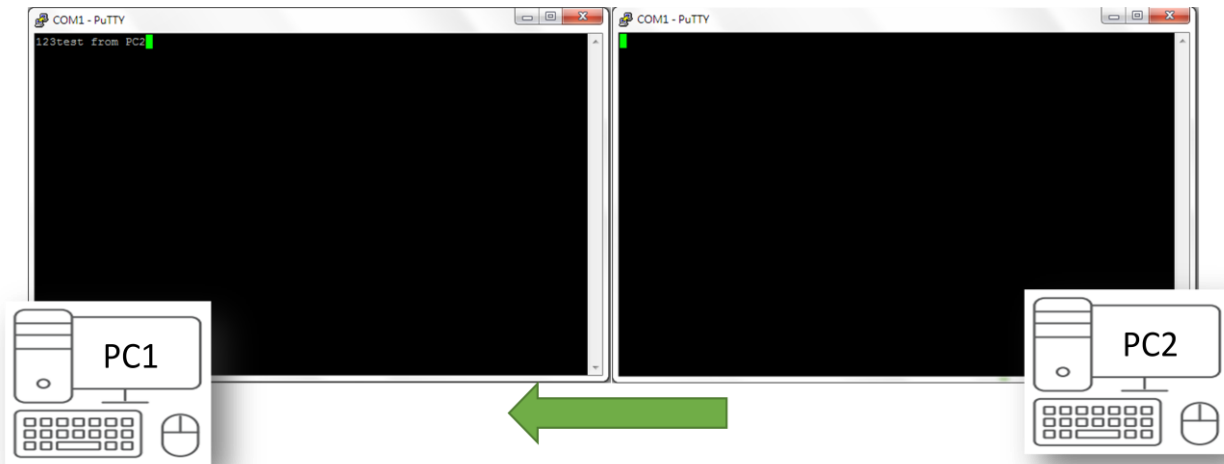 COM1 - PuTTY
123test from PC2
COM1 - PuTTY
PC1
PC2